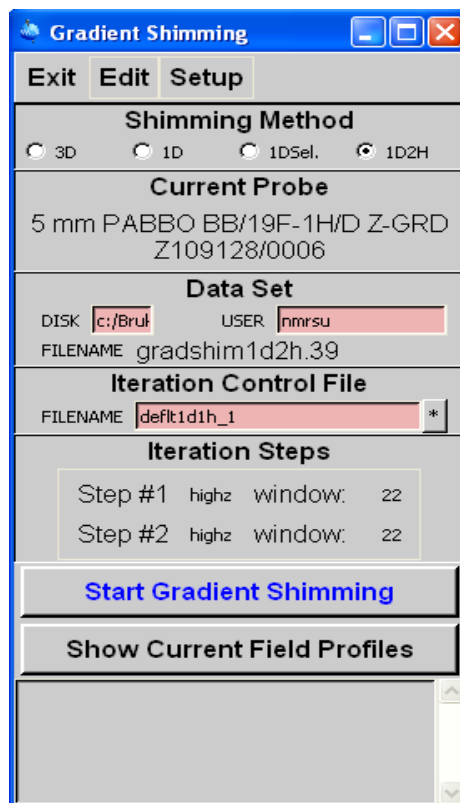 Gradient Shimming
Exit Edit Setup
Shimming Method
3D 1D 1DSel. 1D2H
Current Probe
5 mm PABBO BB/19F-1H/D Z-GRD
Z109128/0006
Data Set
DISK c:/Bruk USER nmrsu
FILENAME gradshim1d2h.39
Iteration Control File
FILENAME deflt1d1h_1 *
Iteration Steps
Step #1 highz window: 22
Step #2 highz window: 22
Start Gradient Shimming
Show Current Field Profiles